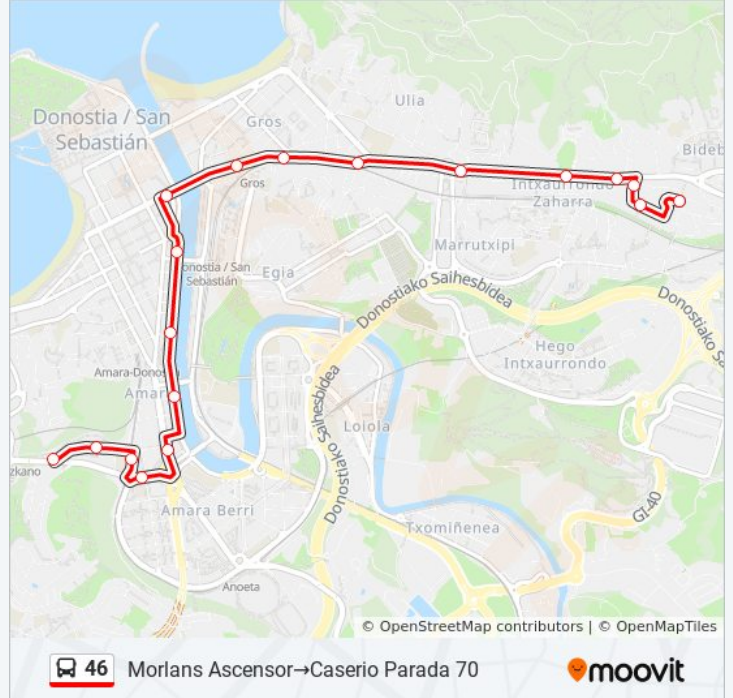 Donostia / San
Sebastián
Ulia
Gros
Bideb
Gros
Intxaurrondo
Zaharra
Marrutxipi
onostia / San
Sebastián
Egia
Donostiako Saihesbidea
Donostiako Sa
Hego
Intxaurrondo
Amara-Donos
Amar
Donostiako Saihesbidea
Loiola
zkano
Amara Berri
Txomiñenea
GI-40
Anoeta
© OpenStreetMap contributors | © OpenMapTiles
46 Morlans Ascensor→Caserio Parada 70 moovit